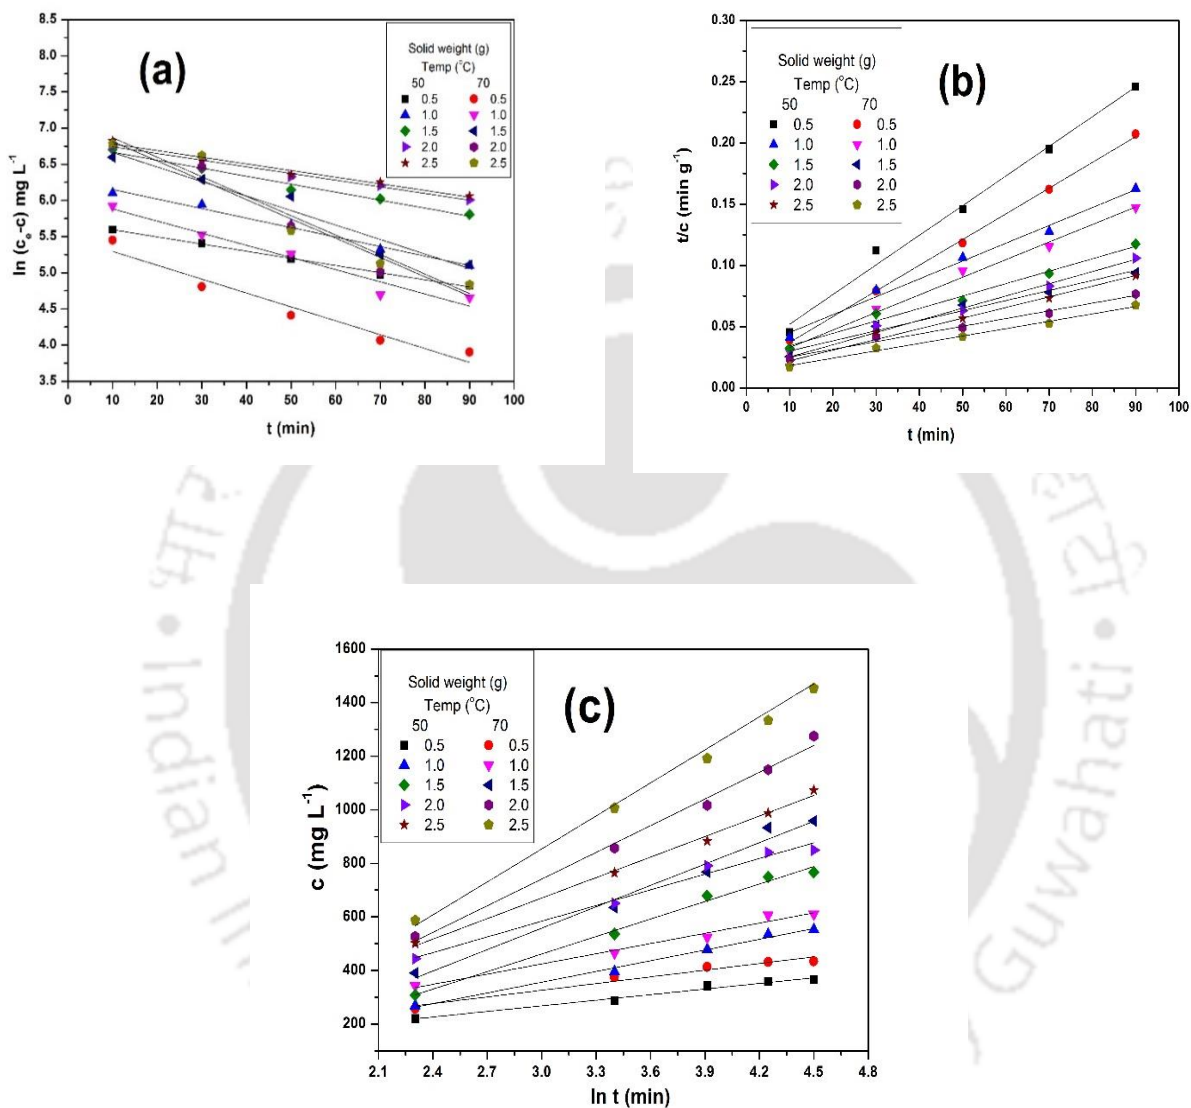 (a)
Solid weight (g)
Temp (°C)
50 70
0.5 0.5
1.0 1.0
1.5 1.5
2.0 2.0
2.5 2.5
8.5
8.0
7.5
7.0
6.5
6.0
5.5
5.0
4.5
4.0
3.5
ln (cₑ-c) mg L⁻¹
0 10 20 30 40 50 60 70 80 90 100
t (min)
(b)
Solid weight (g)
Temp (°C)
50 70
0.5 0.5
1.0 1.0
1.5 1.5
2.0 2.0
2.5 2.5
0.30
0.25
0.20
0.15
0.10
0.05
0.00
t/c (min g⁻¹)
0 10 20 30 40 50 60 70 80 90 100
t (min)
(c)
Solid weight (g)
Temp (°C)
50 70
0.5 0.5
1.0 1.0
1.5 1.5
2.0 2.0
2.5 2.5
1600
1400
1200
1000
800
600
400
200
c (mg L⁻¹)
2.1 2.4 2.7 3.0 3.3 3.6 3.9 4.2 4.5 4.8
ln t (min)
Indian In
Guwahati